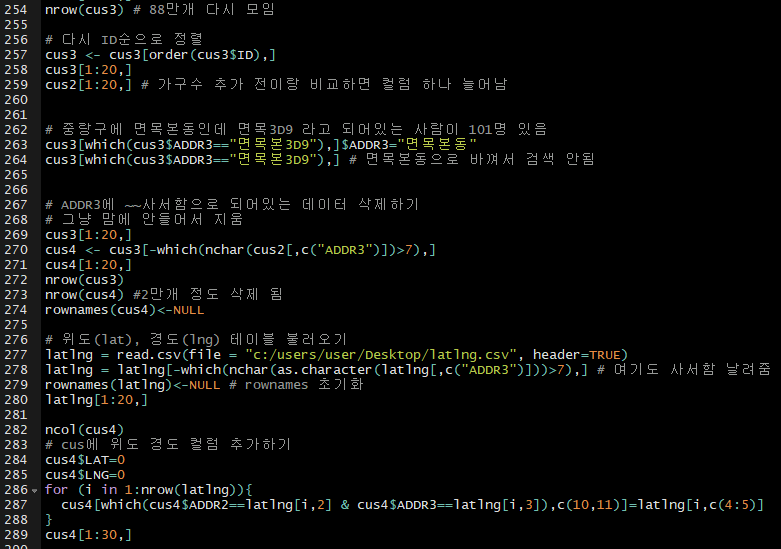 254 nrow(cus3) # 88만개 다시 모임
255
256 # 다시 ID순으로 정렬
257 cus3 <- cus3[order(cus3$ID),]
258 cus3[1:20,]
259 cus2[1:20,] # 가구수 추가 전이랑 비교하면 컬럼 하나 늘어남
260
261
262 # 중랑구에 면목본동인데 면목3D9 라고 되어있는 사람이 101명 있음
263 cus3[which(cus3$ADDR3=="면목본3D9"),]$ADDR3="면목본동"
264 cus3[which(cus3$ADDR3=="면목본3D9"),] # 면목본동으로 바껴서 검색 안됨
265
266
267 # ADDR3에 ~~사서함으로 되어있는 데이터 삭제하기
268 # 그냥 맘에 안들어서 지움
269 cus3[1:20,]
270 cus4 <- cus3[-which(nchar(cus2[,c("ADDR3")])>7),]
271 cus4[1:20,]
272 nrow(cus3)
273 nrow(cus4) #2만개 정도 삭제 됨
274 rownames(cus4)<-NULL
275
276 # 위도(lat), 경도(lng) 테이블 불러오기
277 latlng = read.csv(file = "c:/users/user/Desktop/latlng.csv", header=TRUE)
278 latlng = latlng[-which(nchar(as.character(latlng[,c("ADDR3")]))>7),] # 여기도 사서함 날려줌
279 rownames(latlng)<-NULL # rownames 초기화
280 latlng[1:20,]
281
282 ncol(cus4)
283 # cus에 위도 경도 컬럼 추가하기
284 cus4$LAT=0
285 cus4$LNG=0
286 for (i in 1:nrow(latlng)){
287 cus4[which(cus4$ADDR2==latlng[i,2] & cus4$ADDR3==latlng[i,3]),c(10,11)]=latlng[i,c(4:5)]
288 }
289 cus4[1:30,]